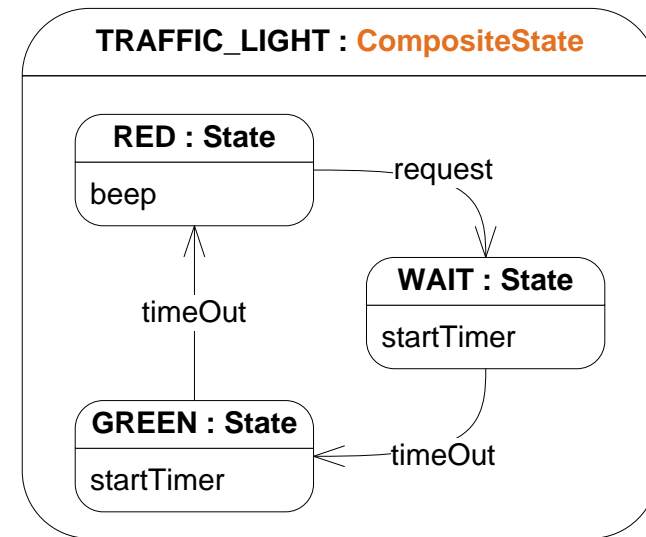 TRAFFIC_LIGHT : CompositeState
RED : State
beep
request
WAIT : State
startTimer
timeOut
GREEN : State
startTimer
timeOut